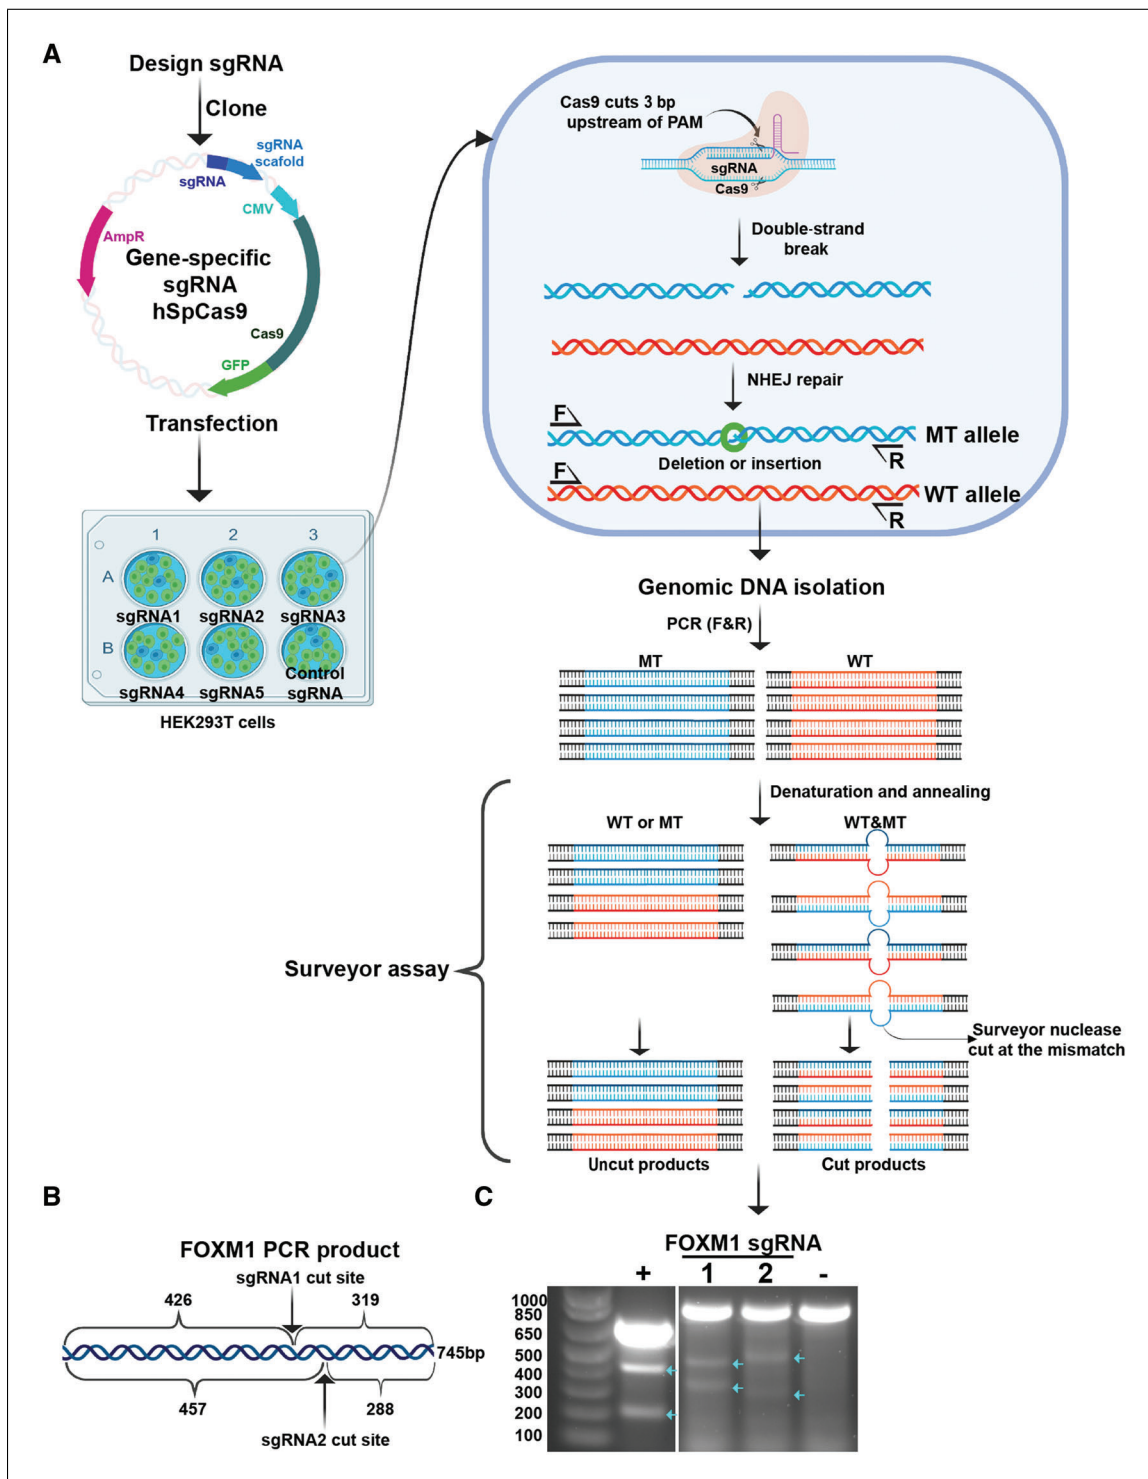 A
Design sgRNA
Clone
sgRNA
scafold
sgRNA
CMV
AmpR
Gene-specific
sgRNA
hSpCas9
Cas9
GFP
Transfection
1 2 3
A
sgRNA1 sgRNA2 sgRNA3
B
Control
sgRNA4 sgRNA5 sgRNA
HEK293T cells
Cas9 cuts 3 bp
upstream of PAM
sgRNA
Cas9
Double-strand
break
NHEJ repair
F
MT allele
R
Deletion or insertion
F
WT allele
R
Genomic DNA isolation
PCR (F&R)
MT WT
Denaturation and annealing
WT or MT WT&MT
Surveyor assay
Surveyor nuclease
cut at the mismatch
Uncut products Cut products
B
FOXM1 PCR product
sgRNA1 cut site
426 319
745bp
457 288
sgRNA2 cut site
C
FOXM1 sgRNA
+ 1 2 -
1000
850
650
500
400
300
200
100